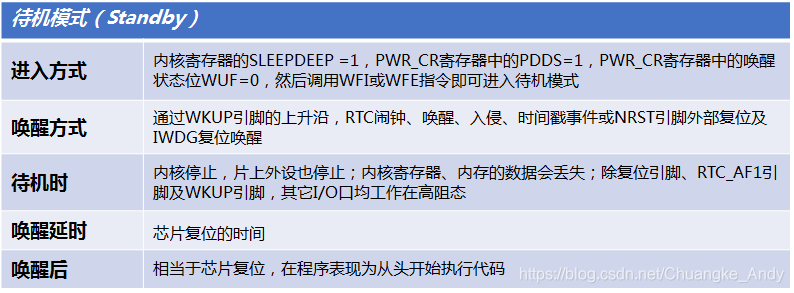 待机模式（Standby）
进入方式
内核寄存器的SLEEPDEEP =1，PWR_CR寄存器中的PDDS=1，PWR_CR寄存器中的唤醒
状态位WUF=0，然后调用WFI或WFE指令即可进入待机模式
唤醒方式
通过WKUP引脚的上升沿，RTC闹钟、唤醒、入侵、时间戳事件或NRST引脚外部复位及
IWDG复位唤醒
待机时
内核停止，片上外设也停止；内核寄存器、内存的数据会丢失；除复位引脚、RTC_AF1引
脚及WKUP引脚，其它I/O口均工作在高阻态
唤醒延时
芯片复位的时间
唤醒后
相当于芯片复位，在程序表现为从头开始执行代码
https://blog.csdn.net/Chuangke_Andy